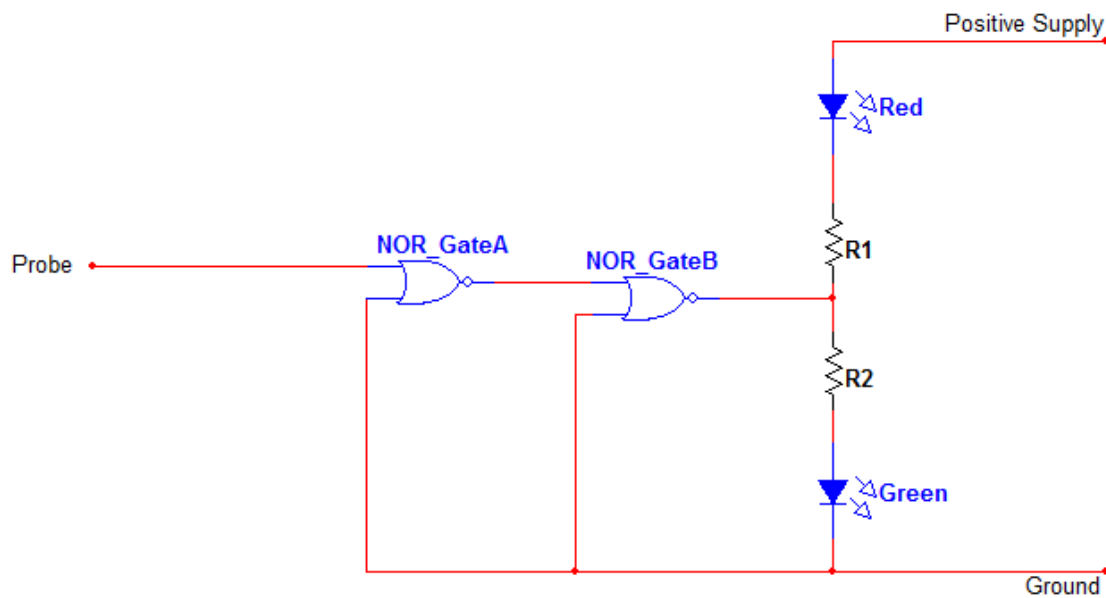 Positive Supply
Red
NOR_GateA
R1
Probe
NOR_GateB
R2
Green
Ground